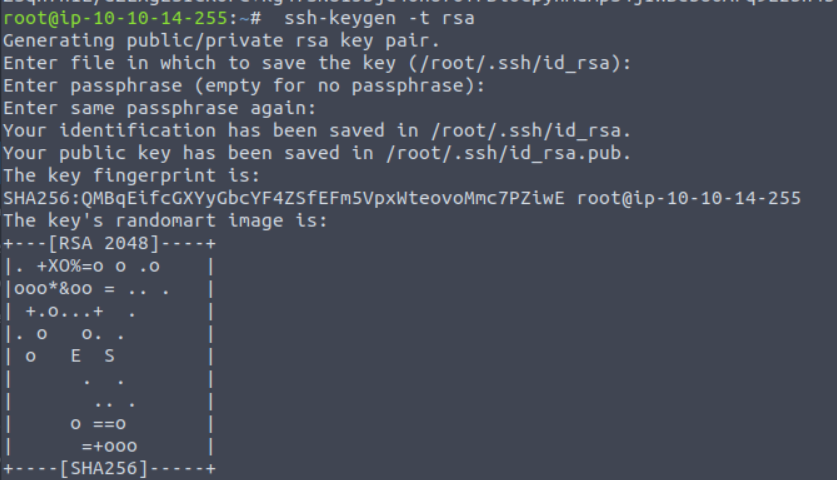 root@ip-10-10-14-255:~#  ssh-keygen -t rsa
Generating public/private rsa key pair.
Enter file in which to save the key (/root/.ssh/id_rsa):
Enter passphrase (empty for no passphrase):
Enter same passphrase again:
Your identification has been saved in /root/.ssh/id_rsa.
Your public key has been saved in /root/.ssh/id_rsa.pub.
The key fingerprint is:
SHA256:QMBqEifcGXYyGbcYF4ZSfEFm5VpxWteovoMmc7PZiwE root@ip-10-10-14-255
The key's randomart image is:
+---[RSA 2048]----+
|. +XO%=o o .o    |
|ooo*&oo = .. .   |
| +.o...+  .      |
|. o   o. .       |
| o   E  S        |
|       .  .      |
|        .. .     |
|      o ==o      |
|       =+ooo     |
+----[SHA256]-----+